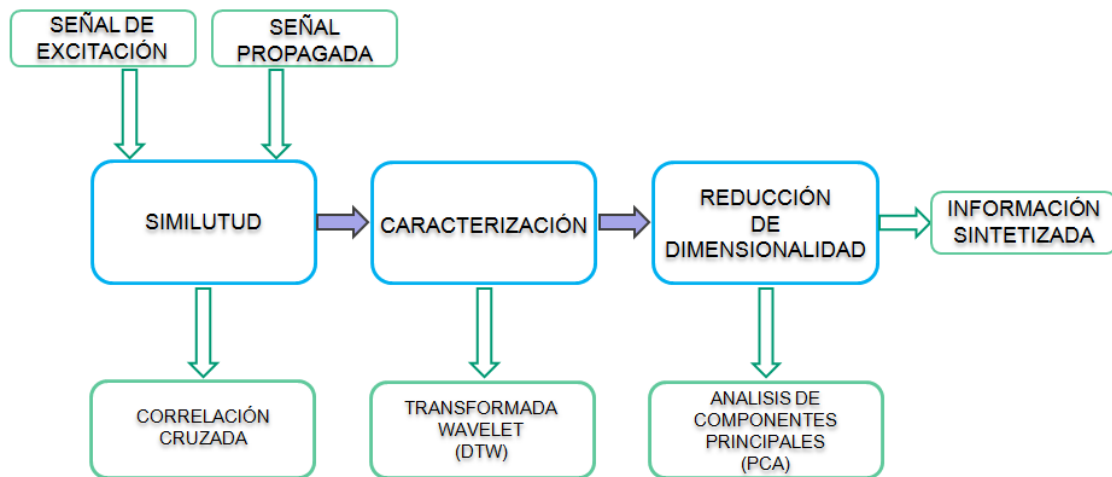 SEÑAL DE
EXCITACIÓN
SEÑAL
PROPAGADA
SIMILUTUD
CARACTERIZACIÓN
REDUCCIÓN
DE
DIMENSIONALIDAD
INFORMACIÓN
SINTETIZADA
CORRELACIÓN
CRUZADA
TRANSFORMADA
WAVELET
(DTW)
ANALISIS DE
COMPONENTES
PRINCIPALES
(PCA)